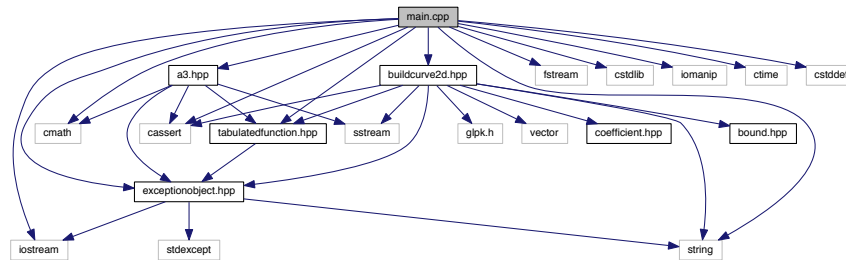 main.cpp
a3.hpp
buildcurve2d.hpp
fstream
cstdlib
iomanip
ctime
cstddef
cmath
cassert
tabulatedfunction.hpp
sstream
glpk.h
vector
coefficient.hpp
bound.hpp
exceptionobject.hpp
iostream
stdexcept
string